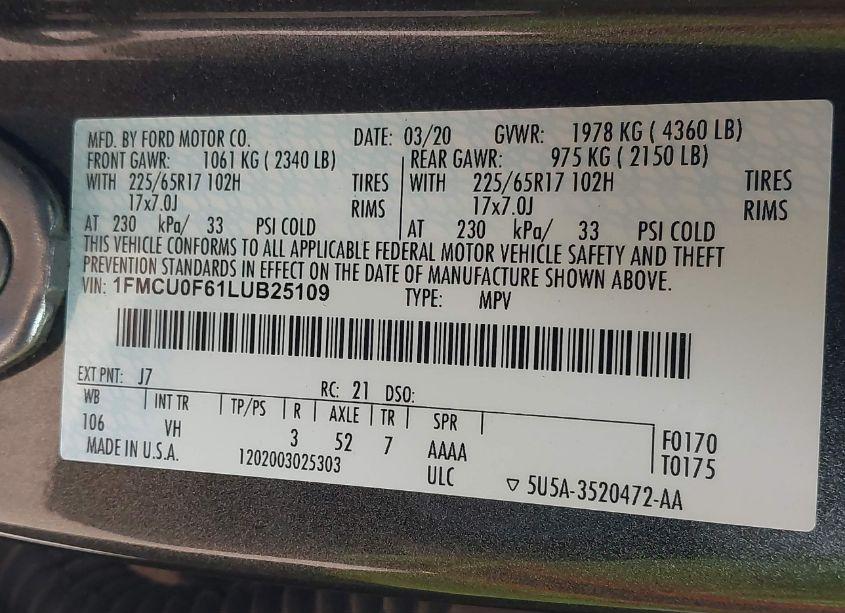 MFD. BY FORD MOTOR CO. DATE: 03/20 GVWR: 1978 KG ( 4360 LB)
FRONT GAWR: 1061 KG ( 2340 LB) REAR GAWR: 975 KG ( 2150 LB)
WITH 225/65R17 102H TIRES WITH 225/65R17 102H TIRES
17x7.0J RIMS 17x7.0J RIMS
AT 230 kPa/ 33 PSI COLD AT 230 kPa/ 33 PSI COLD
THIS VEHICLE CONFORMS TO ALL APPLICABLE FEDERAL MOTOR VEHICLE SAFETY AND THEFT
PREVENTION STANDARDS IN EFFECT ON THE DATE OF MANUFACTURE SHOWN ABOVE.
VIN: 1FMCU0F61LUB25109 TYPE: MPV
EXT PNT: J7 RC: 21 DSO:
WB INT TR TP/PS R AXLE TR SPR
106 VH 3 52 7 AAAA F0170
MADE IN U.S.A. 1202003025303 ULC T0175
5U5A-3520472-AA